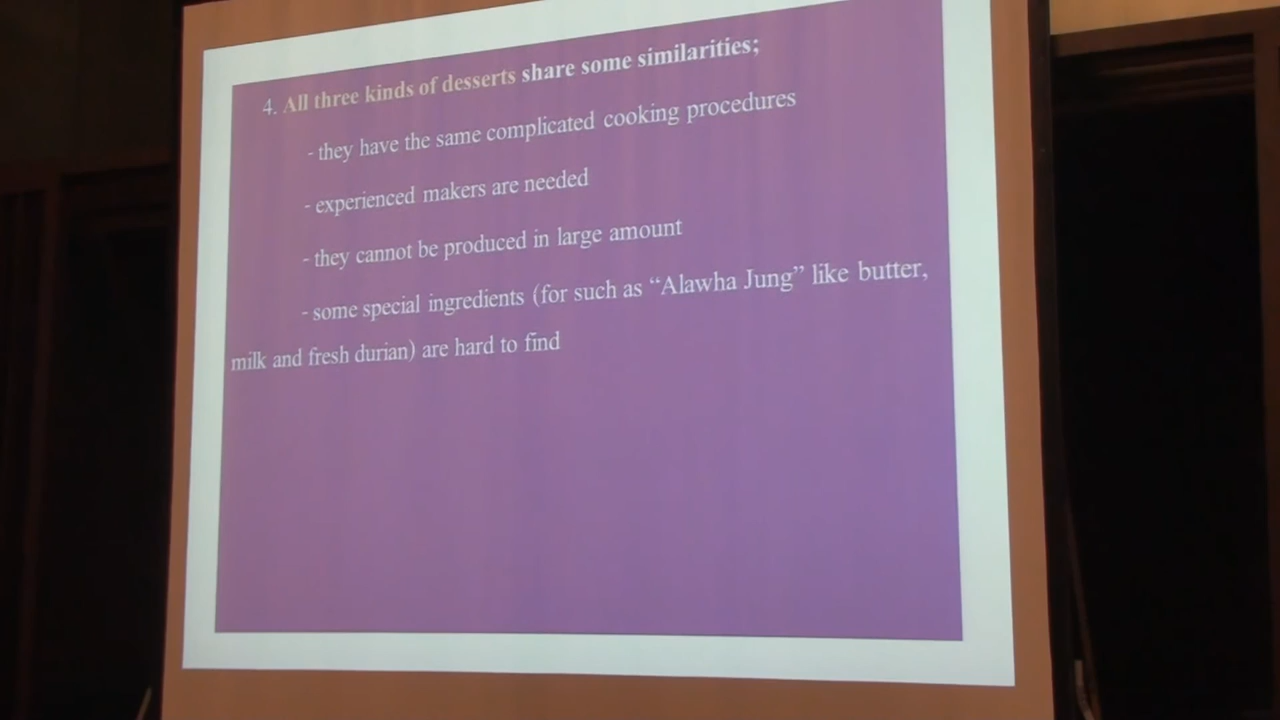 4. All three kinds of desserts share some similarities;
- they have the same complicated cooking procedures
- experienced makers are needed
- they cannot be produced in large amount
- some special ingredients (for such as “Alawha Jung” like butter,
milk and fresh durian) are hard to find